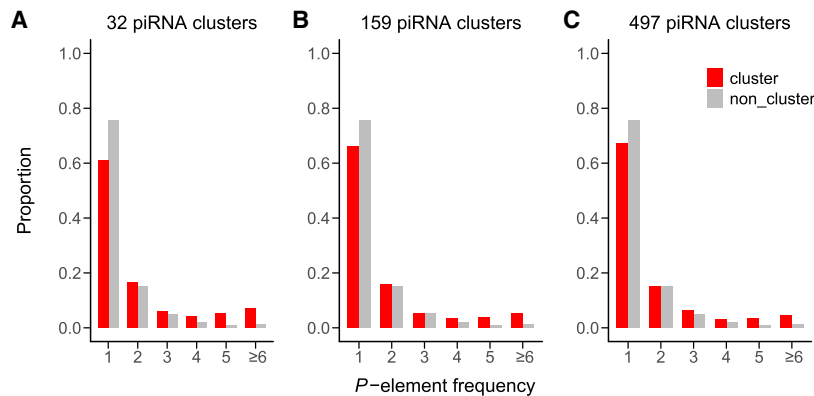 A
32 piRNA clusters
B
159 piRNA clusters
C
497 piRNA clusters
Proportion
1.0
0.8
0.6
0.4
0.2
0.0
1 2 3 4 5 ≥6
1.0
0.8
0.6
0.4
0.2
0.0
1 2 3 4 5 ≥6
1.0
0.8
0.6
0.4
0.2
0.0
1 2 3 4 5 ≥6
cluster
non_cluster
P−element frequency